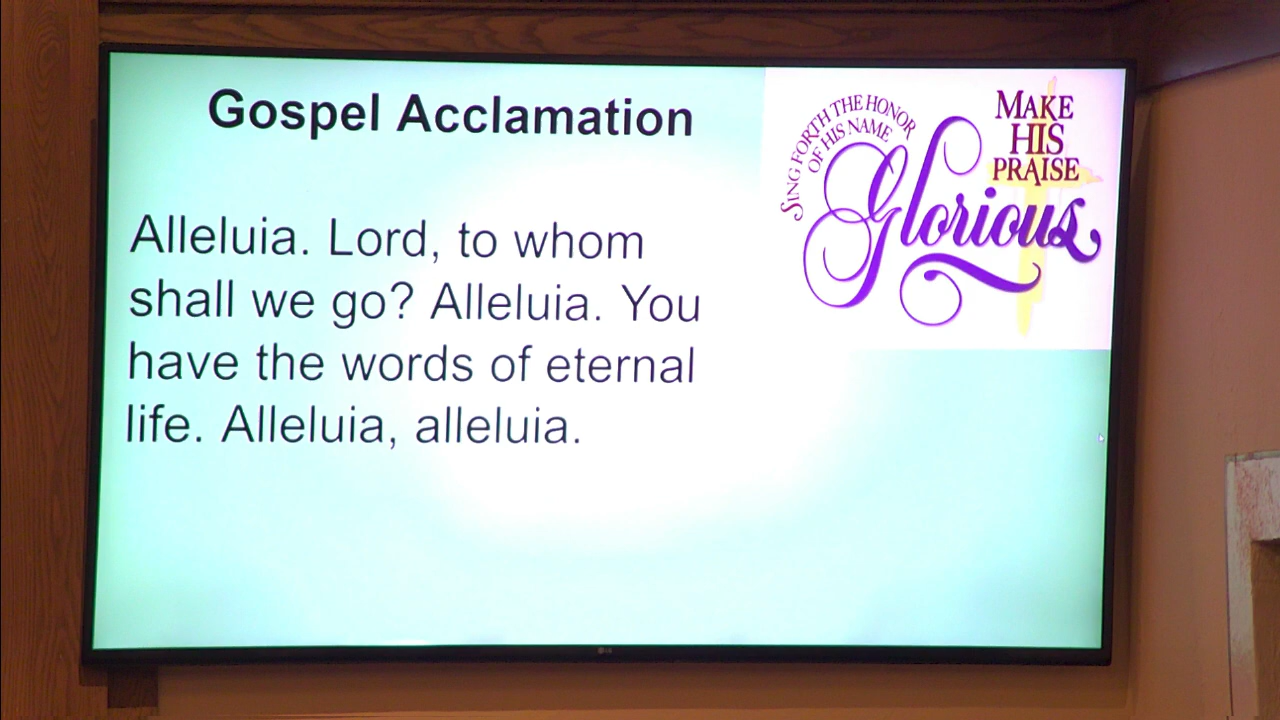 Gospel Acclamation
Alleluia. Lord, to whom
shall we go? Alleluia. You
have the words of eternal
life. Alleluia, alleluia.
SING FORTH THE HONOR
OF HIS NAME
MAKE
HIS
PRAISE
Glorious
LG